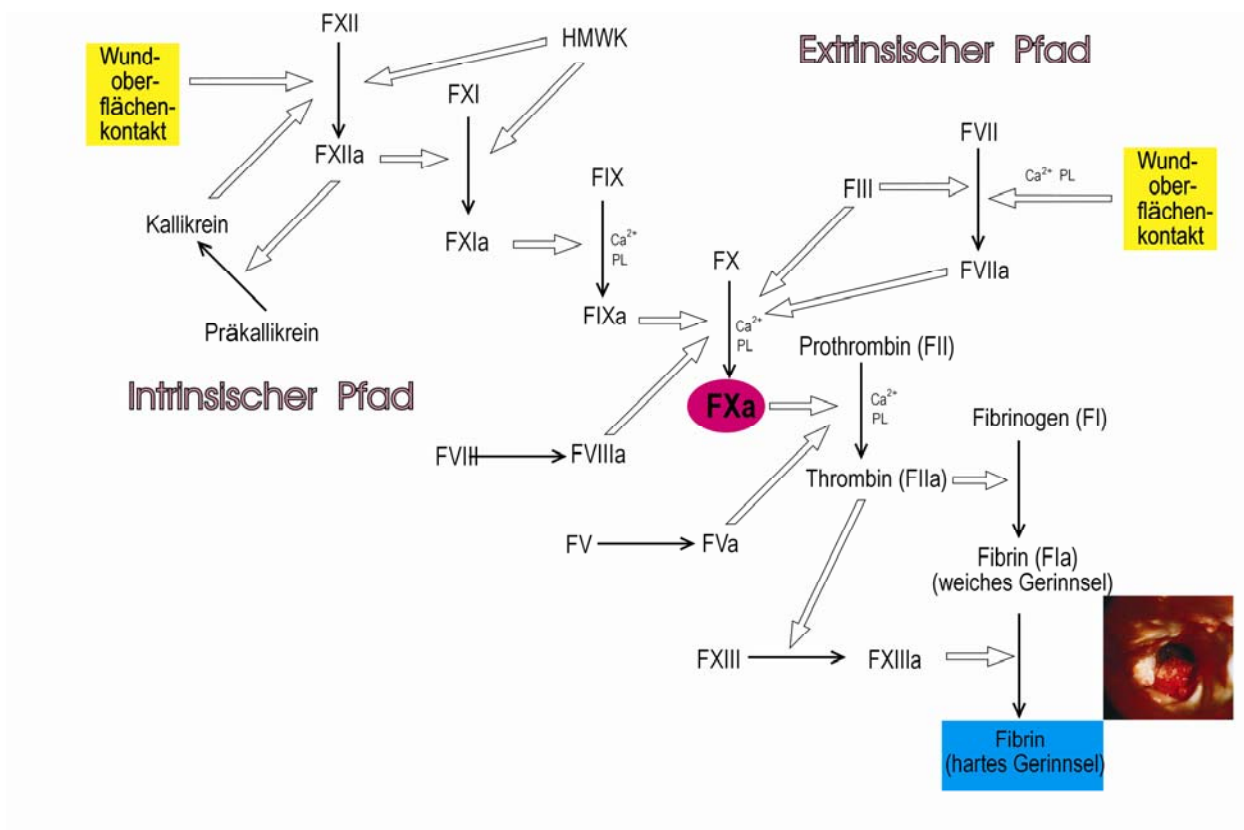 FXII
HMWK
Extrinsischer Pfad
Wund-
ober-
flächen-
kontakt
FXI
FXIIa
FVII
Wund-
ober-
flächen-
kontakt
Ca²⁺ PL
FIX
FIII
Kallikrein
FXIa
Ca²⁺
PL
FX
FVIIa
FIXa
Präkallikrein
Ca²⁺
PL
Prothrombin (FII)
Intrinsischer Pfad
FXa
Ca²⁺
PL
Fibrinogen (FI)
FVIII
FVIIIa
Thrombin (FIIa)
FV
FVa
Fibrin (FIa)
(weiches Gerinnsel)
FXIII
FXIIIa
Fibrin
(hartes Gerinnsel)